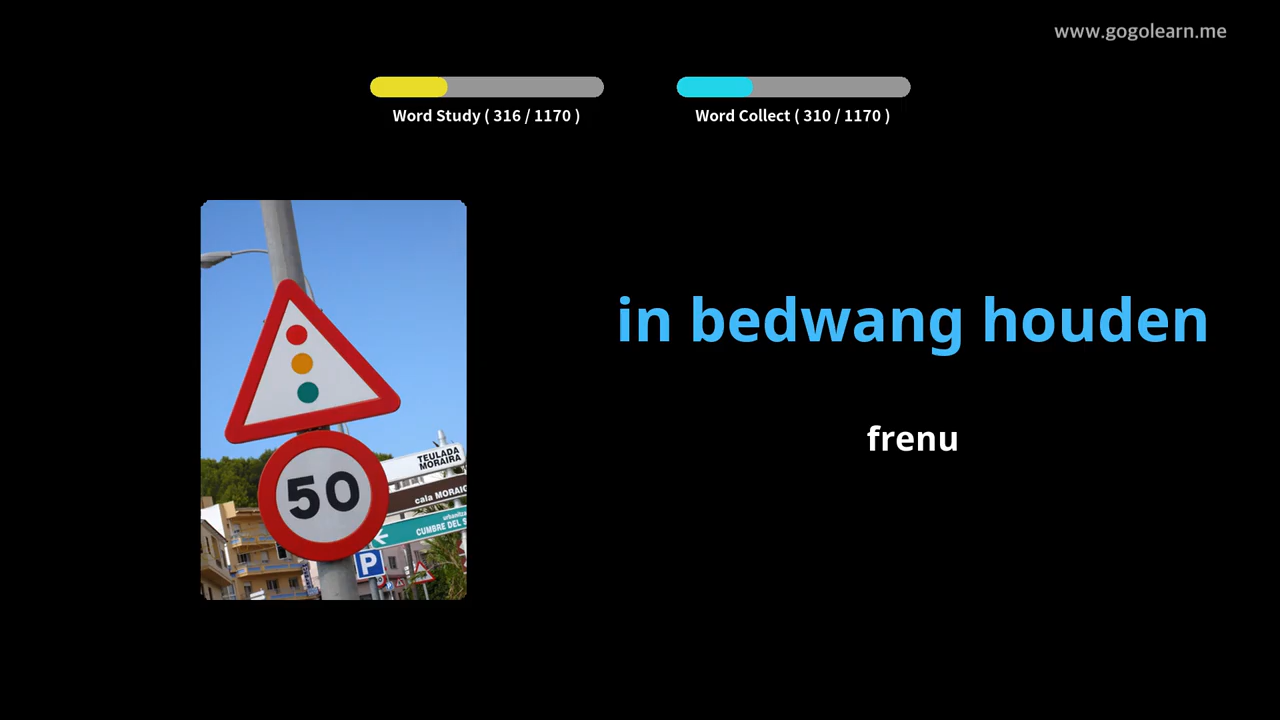 www.gogolearn.me
Word Study ( 316 / 1170 )
Word Collect ( 310 / 1170 )
in bedwang houden
frenu
50
TEULADA
MORAIRA
cala MORAIG
CUMBRE DEL S
P